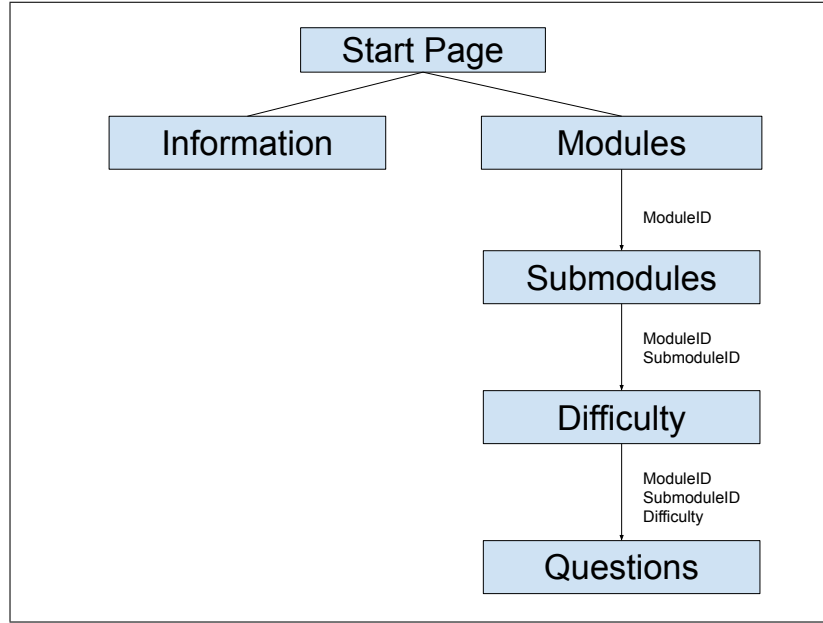 Start Page
Information
Modules
ModuleID
Submodules
ModuleID
SubmoduleID
Difficulty
ModuleID
SubmoduleID
Difficulty
Questions